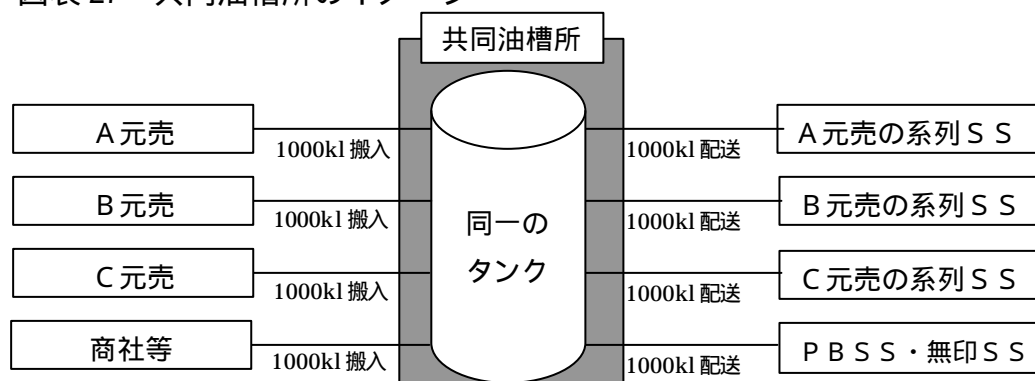 共同油槽所
A元売
1000kl 搬入
1000kl 配送
A元売の系列SS
B元売
1000kl 搬入
同一の
タンク
1000kl 配送
B元売の系列SS
C元売
1000kl 搬入
1000kl 配送
C元売の系列SS
商社等
1000kl 搬入
1000kl 配送
PBSS・無印SS